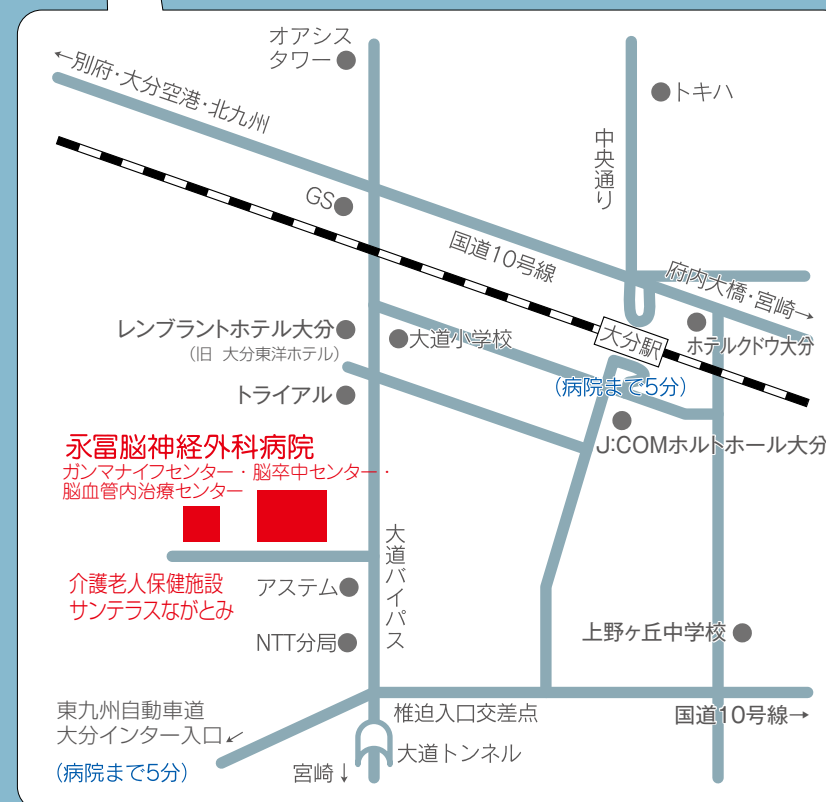 オアシス
タワー
←別府・大分空港・北九州
トキハ
中央通り
GS
国道10号線
府内大橋・宮崎→
レンブラントホテル大分
(旧 大分東洋ホテル)
大道小学校
大分駅
ホテルクドウ大分
トライアル
(病院まで5分)
J:COMホルトホール大分
永冨脳神経外科病院
ガンマナイフセンター・脳卒中センター・
脳血管内治療センター
大道バイパス
介護老人保健施設
サンテラスながとみ
アステム
NTT分局
上野ヶ丘中学校
東九州自動車道
大分インター入口↙
(病院まで5分)
椎迫入口交差点
国道10号線→
大道トンネル
宮崎↓